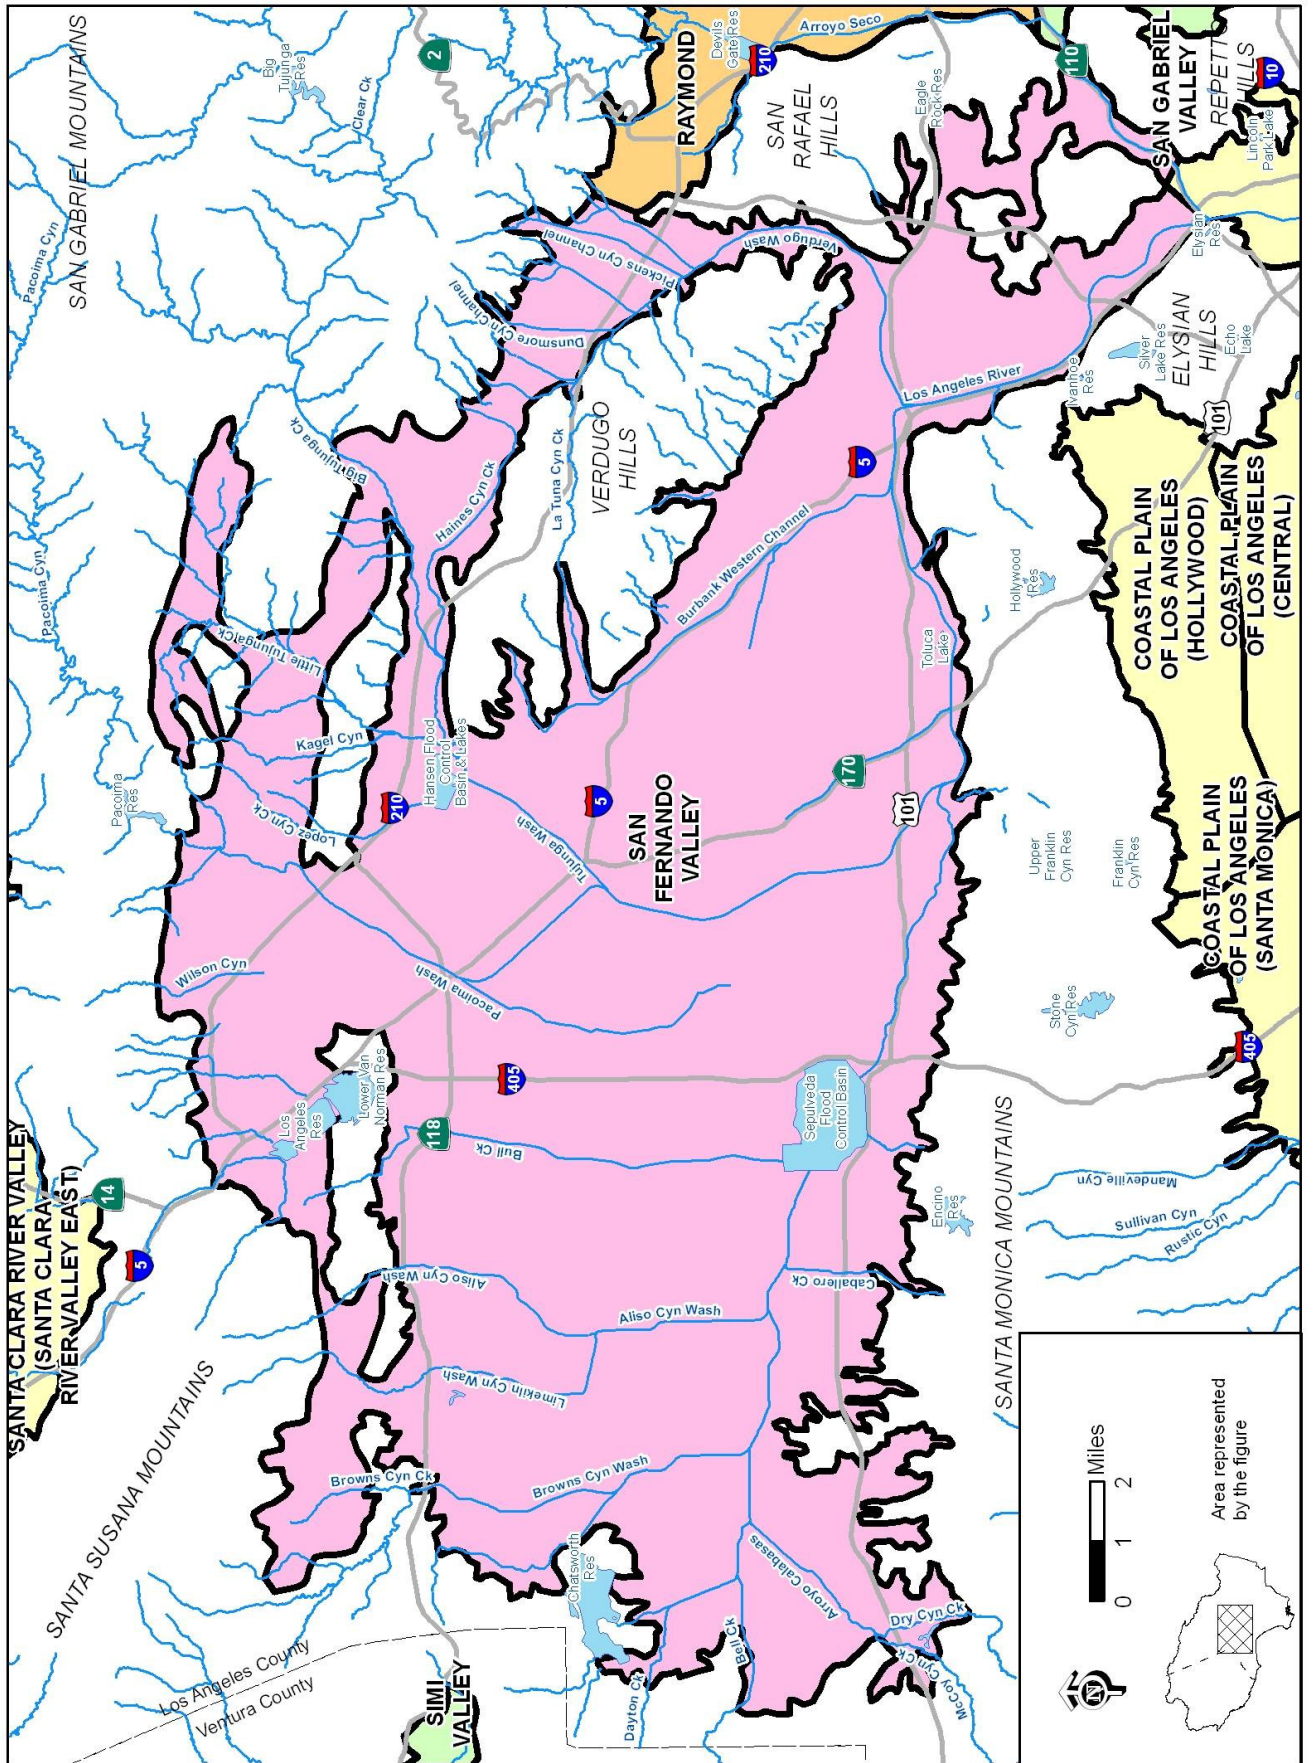 SAN GABRIEL MOUNTAINS
Pacoima Cyn
Big
Tujunga
Res
Clear Ck
2
Arroyo Seco
Devils
Gate Res
210
RAYMOND
SAN
RAFAEL
HILLS
Eagle
Rock Res
110
SAN GABRIEL
VALLEY
REPETTO
HILLS
10
Lincoln
Park Lake
Elysian
Res
Pickens Cyn Channel
Verdugo Wash
Dunsmore Cyn Channel
Big Tujunga Ck
Haines Cyn Ck
La Tuna Cyn Ck
VERDUGO
HILLS
Los Angeles River
Ivanhoe
Res
Silver
Lake Res
ELYSIAN
HILLS
Echo
Lake
101
5
Burbank Western Channel
Pacoima Cyn
Little Tujunga Ck
Kagel Cyn
Hansen Flood
Control
Basin & Lakes
Pacoima
Res
Lopez Cyn Ck
210
5
Tujunga Wash
SAN
FERNANDO
VALLEY
170
101
Toluca
Lake
Hollywood
Res
COASTAL PLAIN
OF LOS ANGELES
(HOLLYWOOD)
COASTAL PLAIN
OF LOS ANGELES
(CENTRAL)
COASTAL PLAIN
OF LOS ANGELES
(SANTA MONICA)
Upper
Franklin
Cyn Res
Franklin
Cyn Res
Stone
Cyn Res
405
Wilson Cyn
Pacoima Wash
Lower Van
Norman Res
Los
Angeles
Res
405
118
Bull Ck
Sepulveda
Flood
Control Basin
Encino
Res
SANTA MONICA MOUNTAINS
Mandeville Cyn
Sullivan Cyn
Rustic Cyn
SANTA CLARA RIVER VALLEY
(SANTA CLARA
RIVER VALLEY EAST)
14
5
SANTA SUSANA MOUNTAINS
Aliso Cyn Wash
Aliso Cyn Wash
Caballero Ck
Limekiln Cyn Wash
Browns Cyn Ck
Browns Cyn Wash
Chatsworth
Res
Arroyo Calabasas
Dry Cyn Ck
McCoy Cyn Ck
Bell Ck
Dayton Ck
Los Angeles County
Ventura County
SIMI
VALLEY
N
0 1 2
Miles
Area represented
by the figure